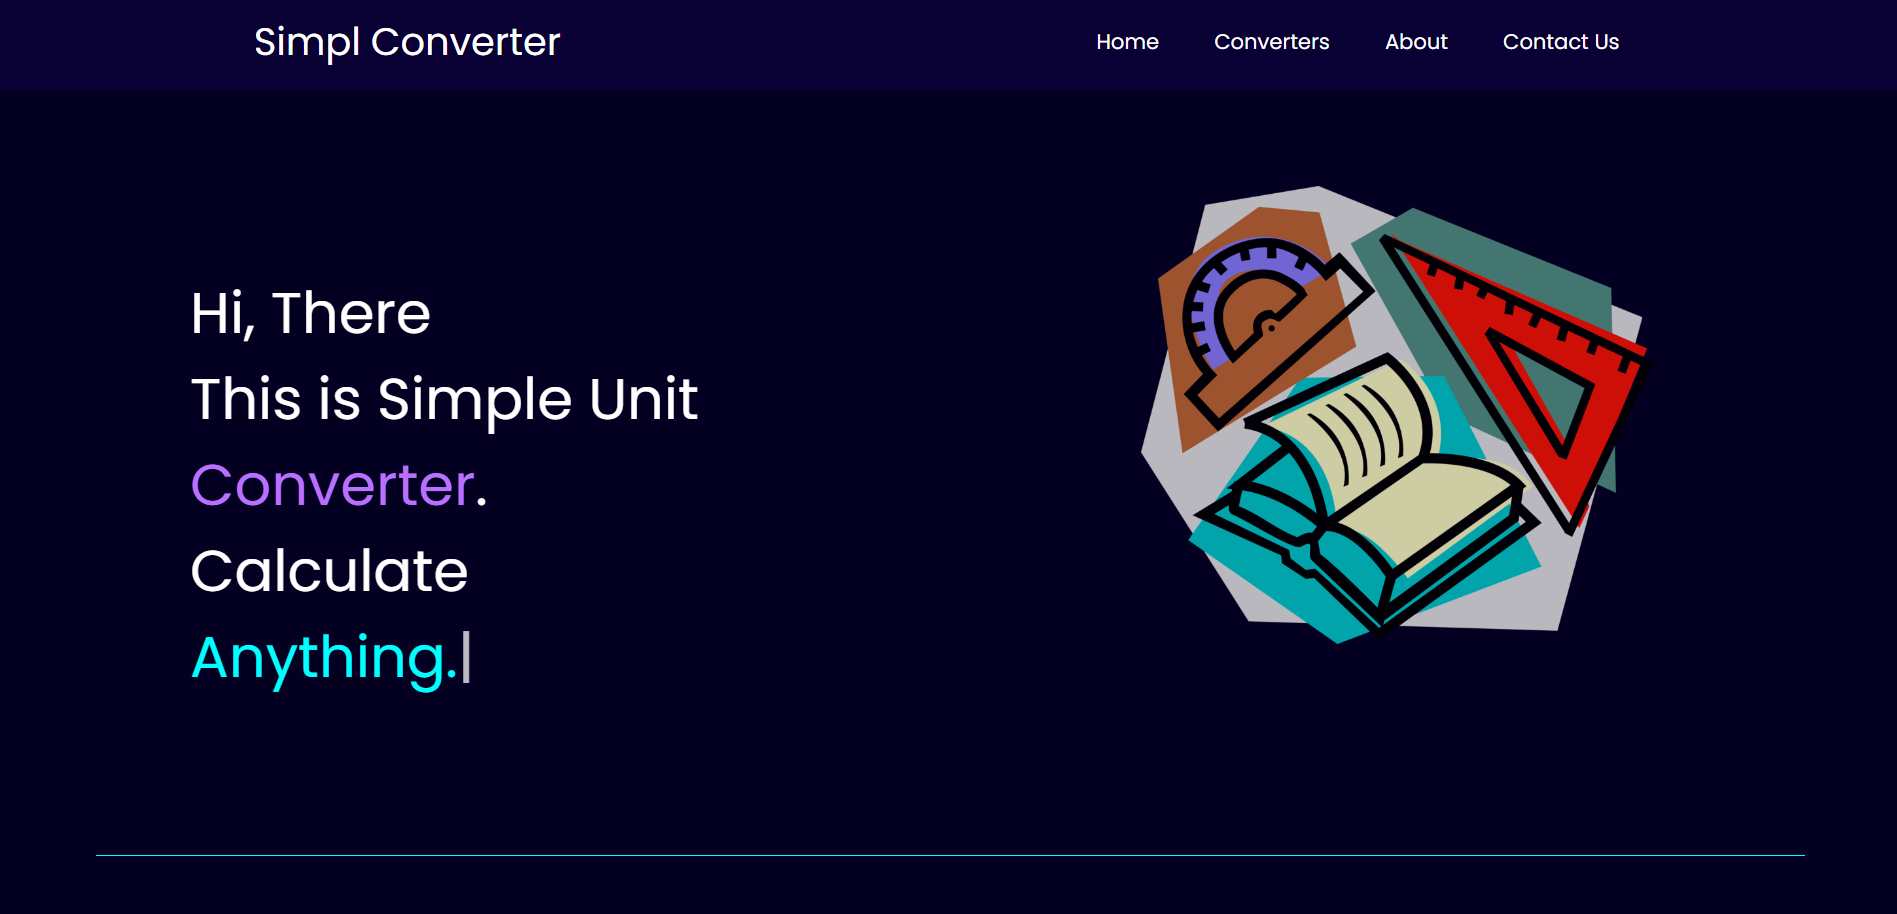 Simpl Converter
Home Converters About Contact Us
Hi, There
This is Simple Unit
Converter.
Calculate
Anything.|